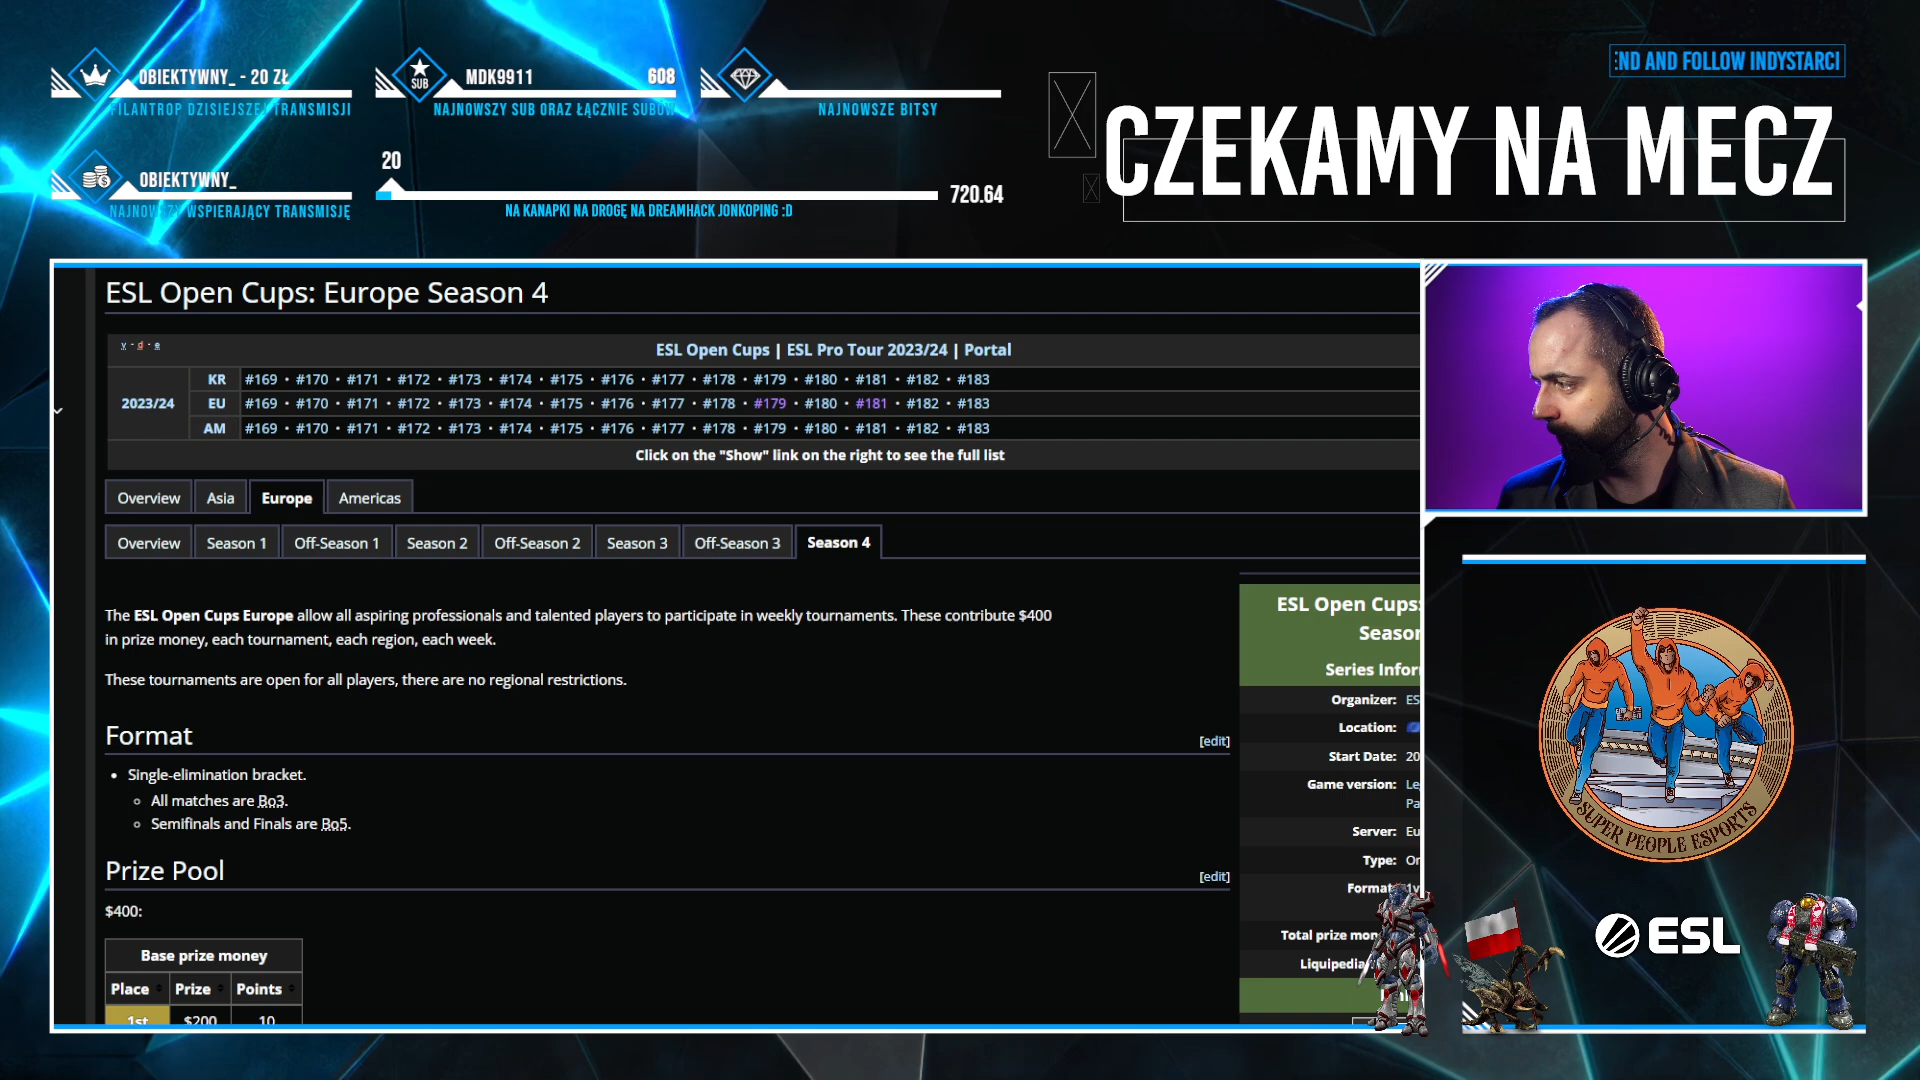 OBIEKTYWNY_ - 20 ZŁ
FILANTROP DZISIEJSZEJ TRANSMISJI
SUB
MDK9911 608
NAJNOWSZY SUB ORAZ ŁĄCZNIE SUBÓW
NAJNOWSZE BITSY
OBIEKTYWNY_
NAJNOWSZY WSPIERAJĄCY TRANSMISJĘ
20
720.64
NA KANAPKI NA DROGĘ NA DREAMHACK JONKOPING :D
ND AND FOLLOW INDYSTARCI
CZEKAMY NA MECZ
ESL Open Cups: Europe Season 4
v · d · e
ESL Open Cups | ESL Pro Tour 2023/24 | Portal
2023/24
KR #169 • #170 • #171 • #172 • #173 • #174 • #175 • #176 • #177 • #178 • #179 • #180 • #181 • #182 • #183
EU #169 • #170 • #171 • #172 • #173 • #174 • #175 • #176 • #177 • #178 • #179 • #180 • #181 • #182 • #183
AM #169 • #170 • #171 • #172 • #173 • #174 • #175 • #176 • #177 • #178 • #179 • #180 • #181 • #182 • #183
Click on the "Show" link on the right to see the full list
Overview Asia Europe Americas
Overview Season 1 Off-Season 1 Season 2 Off-Season 2 Season 3 Off-Season 3 Season 4
The ESL Open Cups Europe allow all aspiring professionals and talented players to participate in weekly tournaments. These contribute $400
in prize money, each tournament, each region, each week.
These tournaments are open for all players, there are no regional restrictions.
Format [edit]
• Single-elimination bracket.
All matches are Bo3.
Semifinals and Finals are Bo5.
Prize Pool [edit]
$400:
Base prize money
Place Prize Points
1st $200 10
ESL Open Cups:
Season
Series Infor
Organizer: ES
Location:
Start Date: 20
Game version: Le
Pa
Server: Eu
Type: On
Format: 1v
Total prize mon
Liquipedia
SUPER PEOPLE ESPORTS
ESL